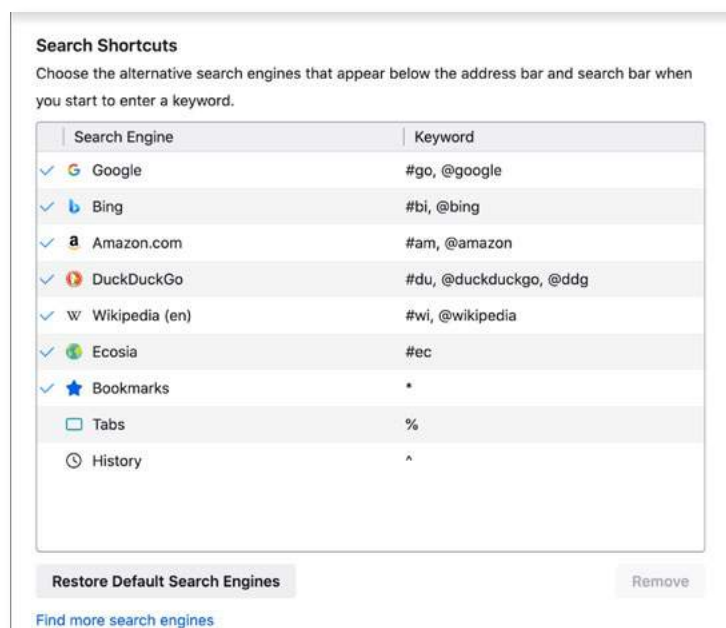 Search Shortcuts
Choose the alternative search engines that appear below the address bar and search bar when
you start to enter a keyword.
Search Engine Keyword
Google #go, @google
Bing #bi, @bing
Amazon.com #am, @amazon
DuckDuckGo #du, @duckduckgo, @ddg
Wikipedia (en) #wi, @wikipedia
Ecosia #ec
Bookmarks *
Tabs %
History ^
Restore Default Search Engines Remove
Find more search engines